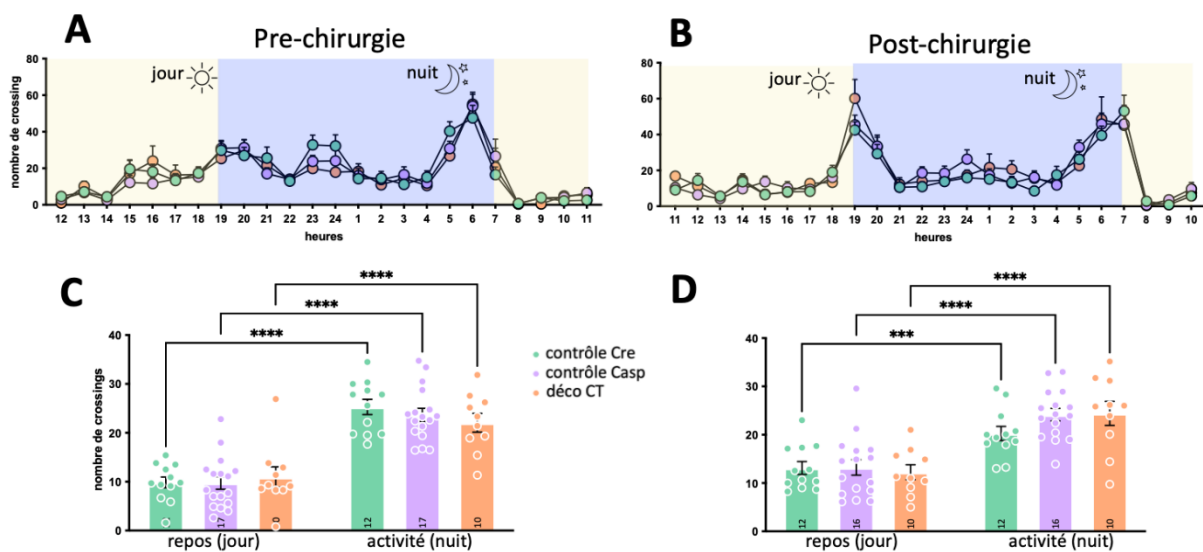 A
Pre-chirurgie
jour
nuit
nombre de crossing
80
60
40
20
0
12 13 14 15 16 17 18 19 20 21 22 23 24 1 2 3 4 5 6 7 8 9 10 11
heures
B
Post-chirurgie
jour
nuit
80
60
40
20
0
11 12 13 14 15 16 17 18 19 20 21 22 23 24 1 2 3 4 5 6 7 8 9 10
heures
C
****
****
****
nombre de crossings
40
30
20
10
0
17 12 17 10
repos (jour) activité (nuit)
contrôle Cre
contrôle Casp
déco CT
D
****
****
***
40
30
20
10
0
12 16 10 12 16 10
repos (jour) activité (nuit)